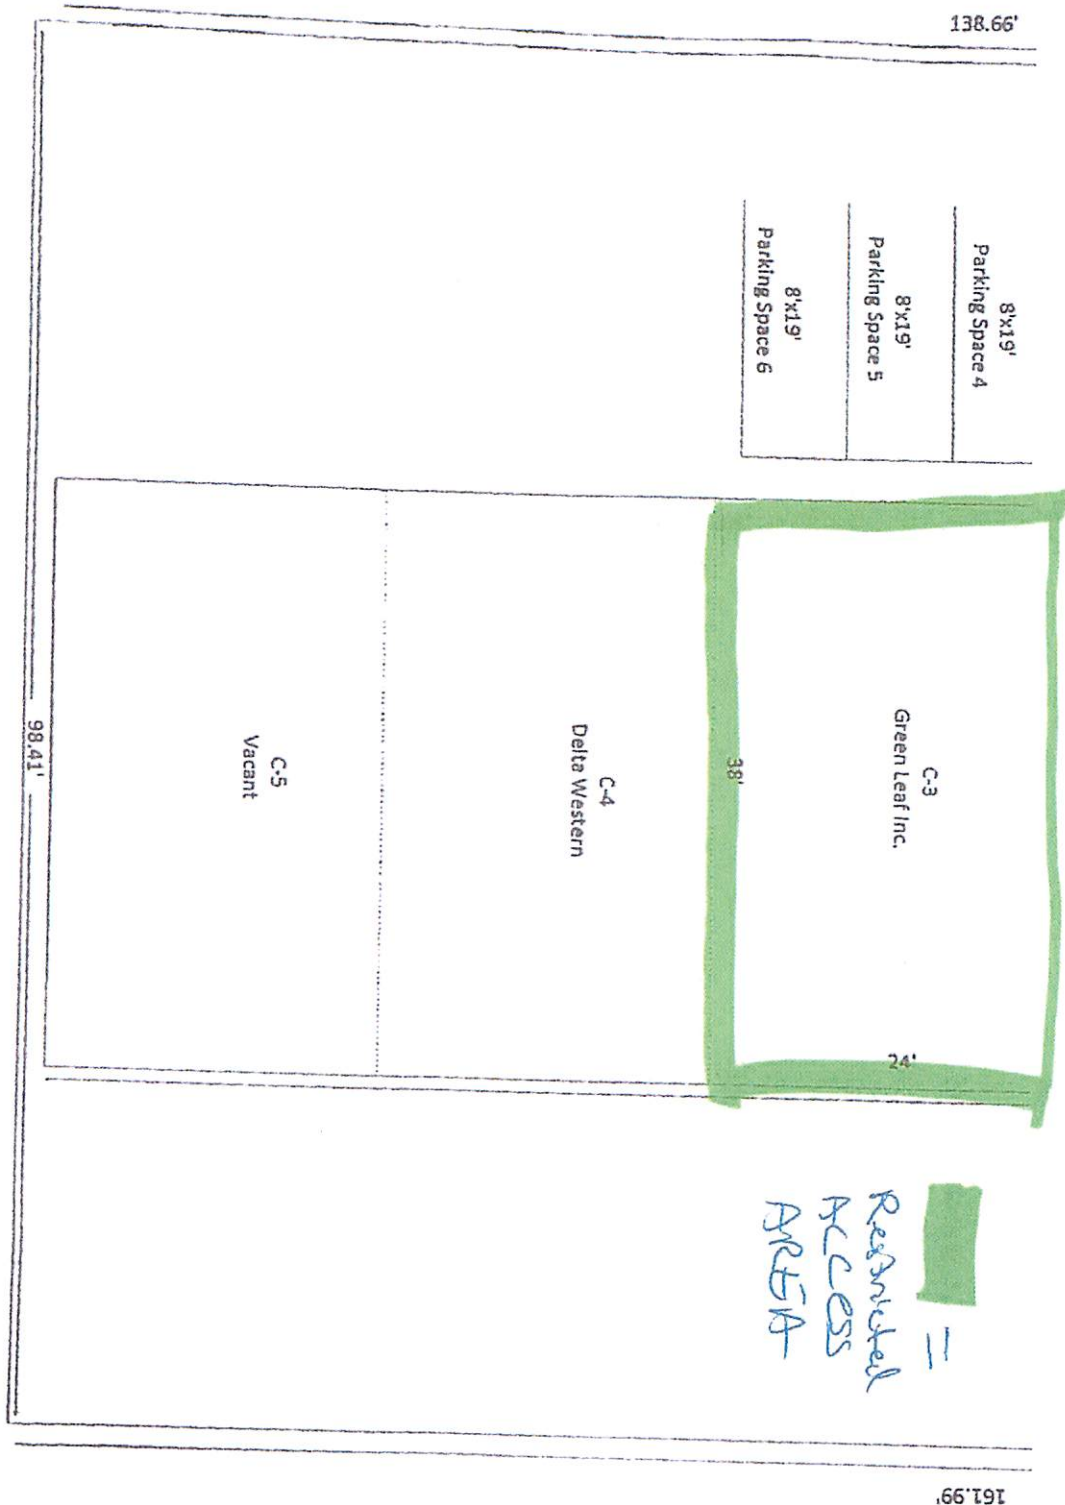 138.66'
8'x19'
Parking Space 4
8'x19'
Parking Space 5
8'x19'
Parking Space 6
C-3
Green Leaf Inc.
38'
24'
C-4
Delta Western
C-5
Vacant
98.41'
=
Restricted
ACCESS
AREA
161.99'